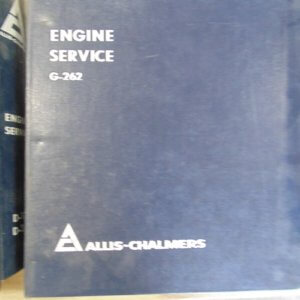 ENGINE
SERVICE
G-262
ALLIS-CHALMERS